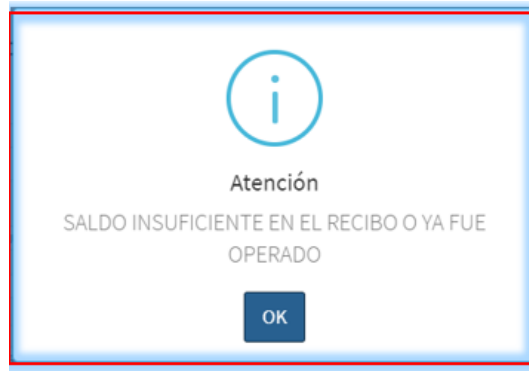 Atención
SALDO INSUFICIENTE EN EL RECIBO O YA FUE
OPERADO
OK